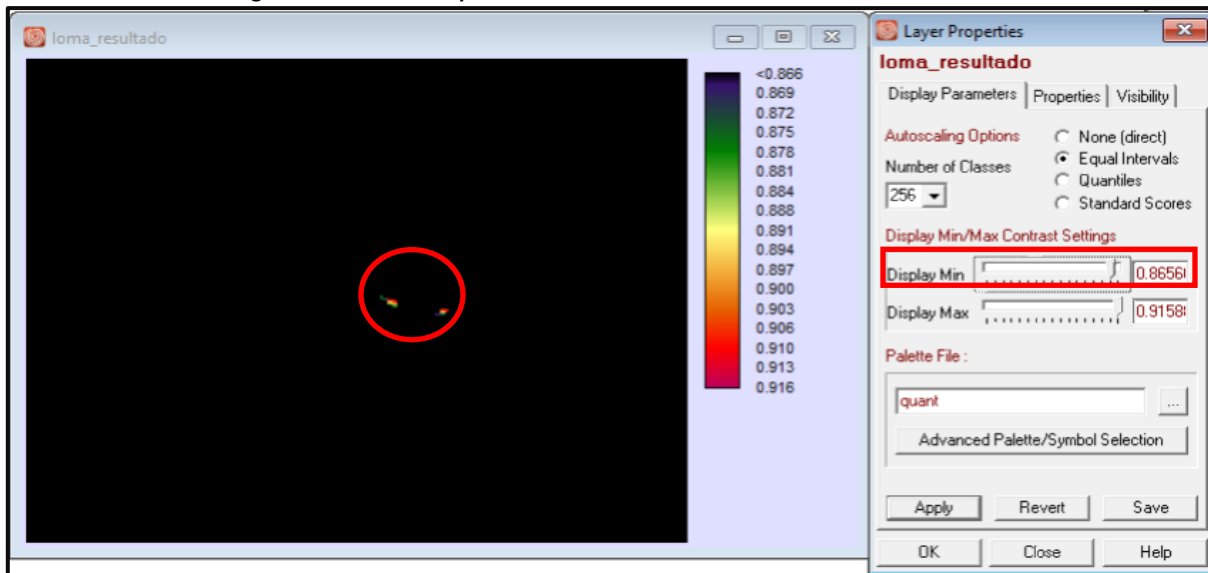 loma_resultado
<0.866
0.869
0.872
0.875
0.878
0.881
0.884
0.888
0.891
0.894
0.897
0.900
0.903
0.906
0.910
0.913
0.916
Layer Properties
loma_resultado
Display Parameters Properties Visibility
Autoscaling Options
None (direct)
Equal Intervals
Quantiles
Standard Scores
Number of Classes
256
Display Min/Max Contrast Settings
Display Min 0.8656
Display Max 0.9158
Palette File :
quant
...
Advanced Palette/Symbol Selection
Apply Revert Save
OK Close Help